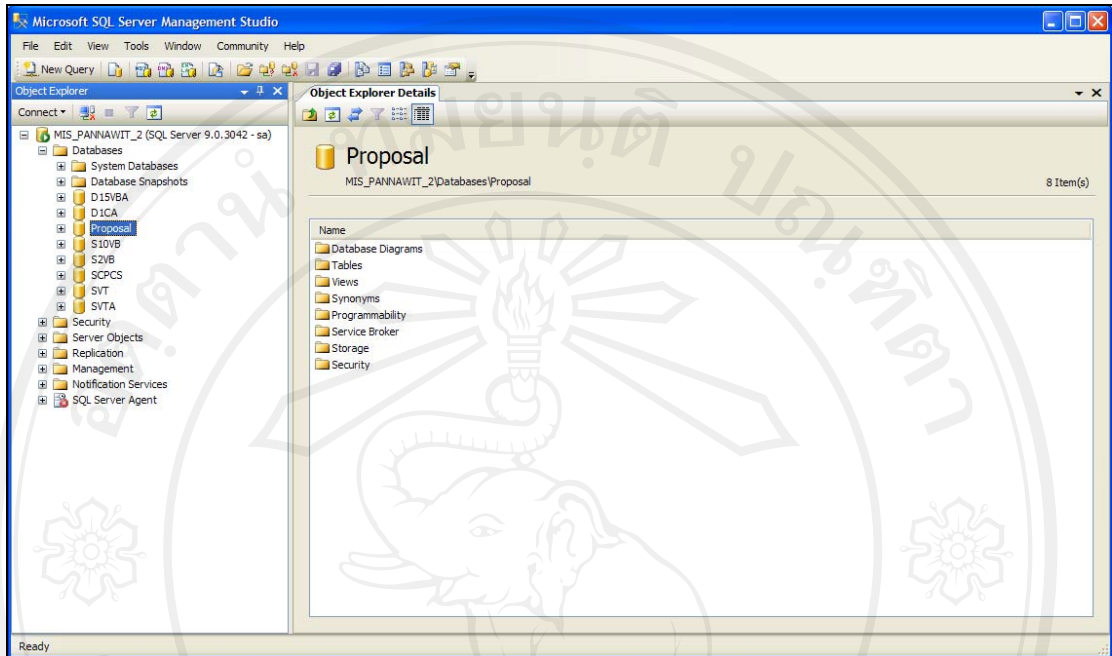 Microsoft SQL Server Management Studio
File Edit View Tools Window Community Help
New Query
Object Explorer
Connect
MIS_PANNAWIT_2 (SQL Server 9.0.3042 - sa)
Databases
System Databases
Database Snapshots
D15VBA
D1CA
Proposal
S10VB
S2VB
SCPCS
SVT
SVTA
Security
Server Objects
Replication
Management
Notification Services
SQL Server Agent
Object Explorer Details
Proposal
MIS_PANNAWIT_2\Databases\Proposal 8 Item(s)
Name
Database Diagrams
Tables
Views
Synonyms
Programmability
Service Broker
Storage
Security
Ready